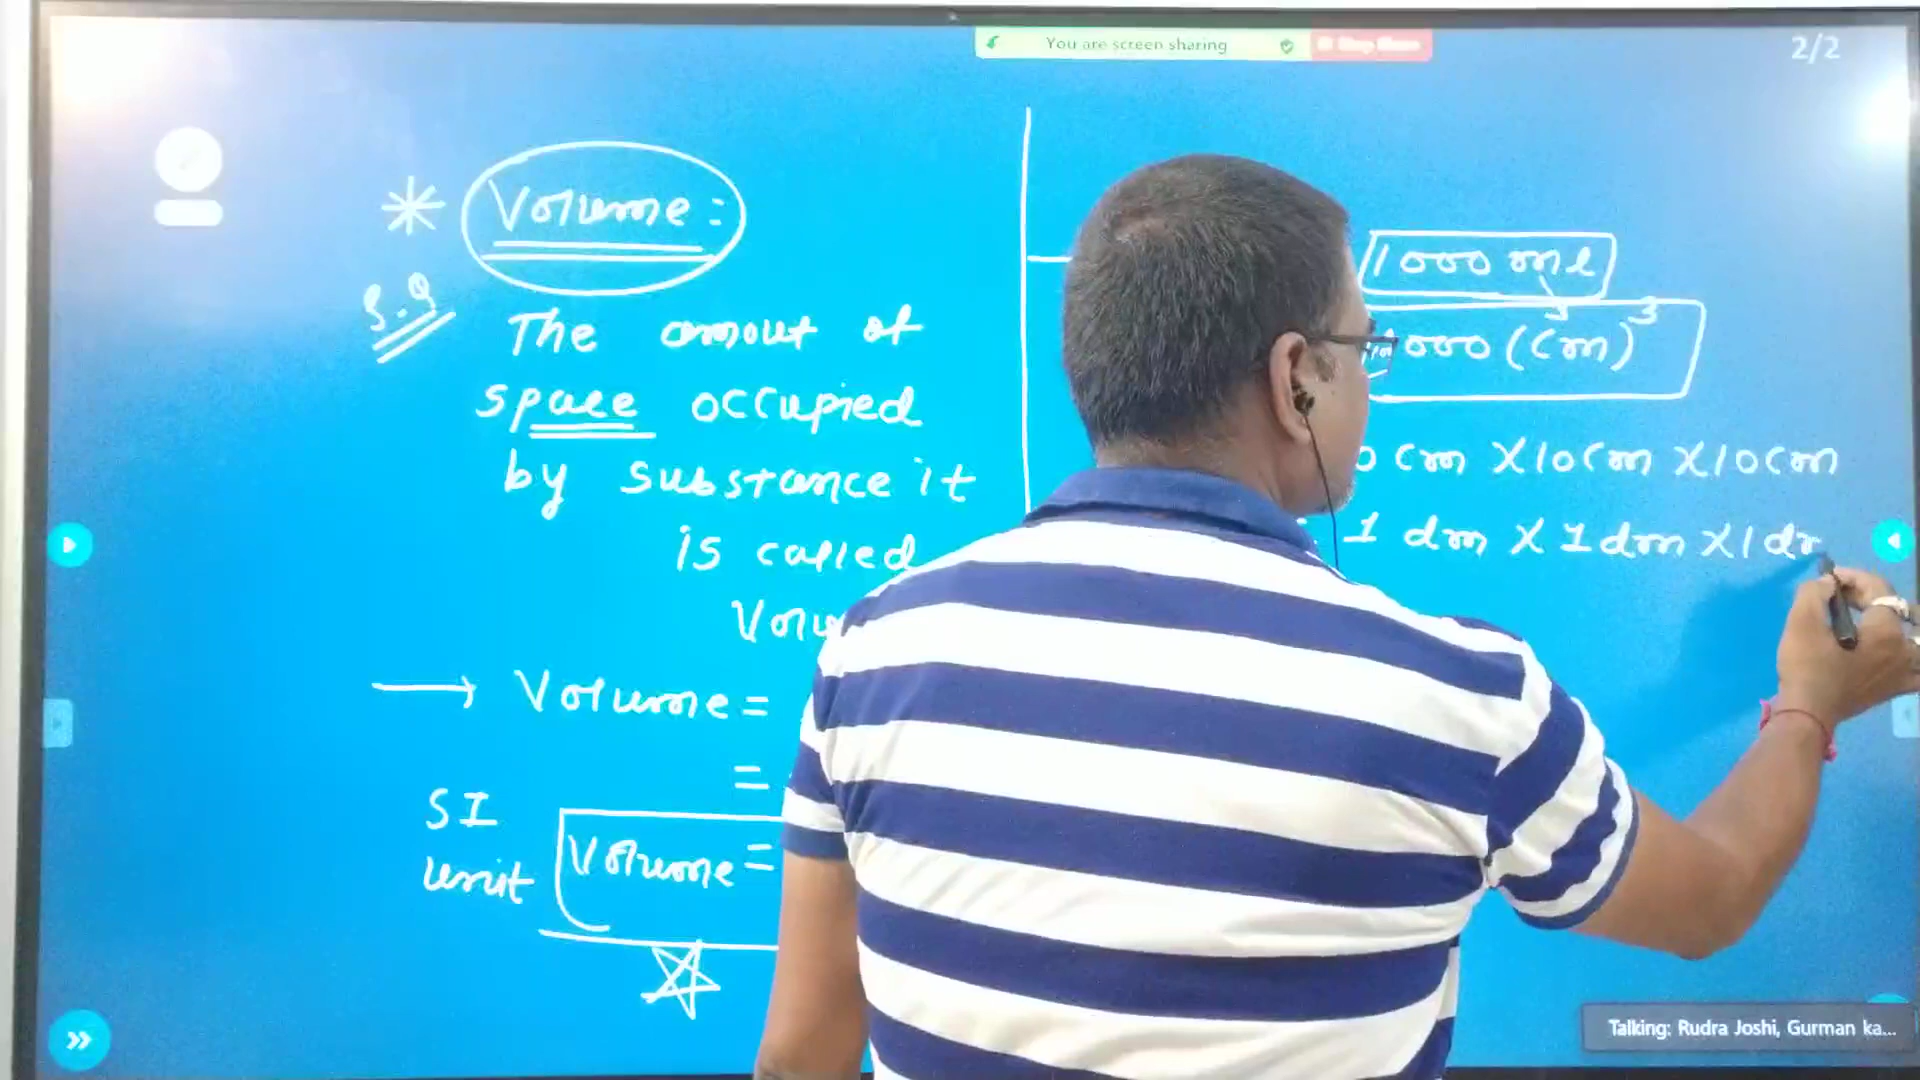 You are screen sharing
Stop Share
2/2
* Volume:
The amout of
space occupied
by substance it
is called
→ Volume =
=
SI
unit
Volume =
1000 ml
1000 (cm)³
cm X 10 cm X 10 cm
1 dm X 1 dm X 1 d
Talking: Rudra Joshi, Gurman ka...